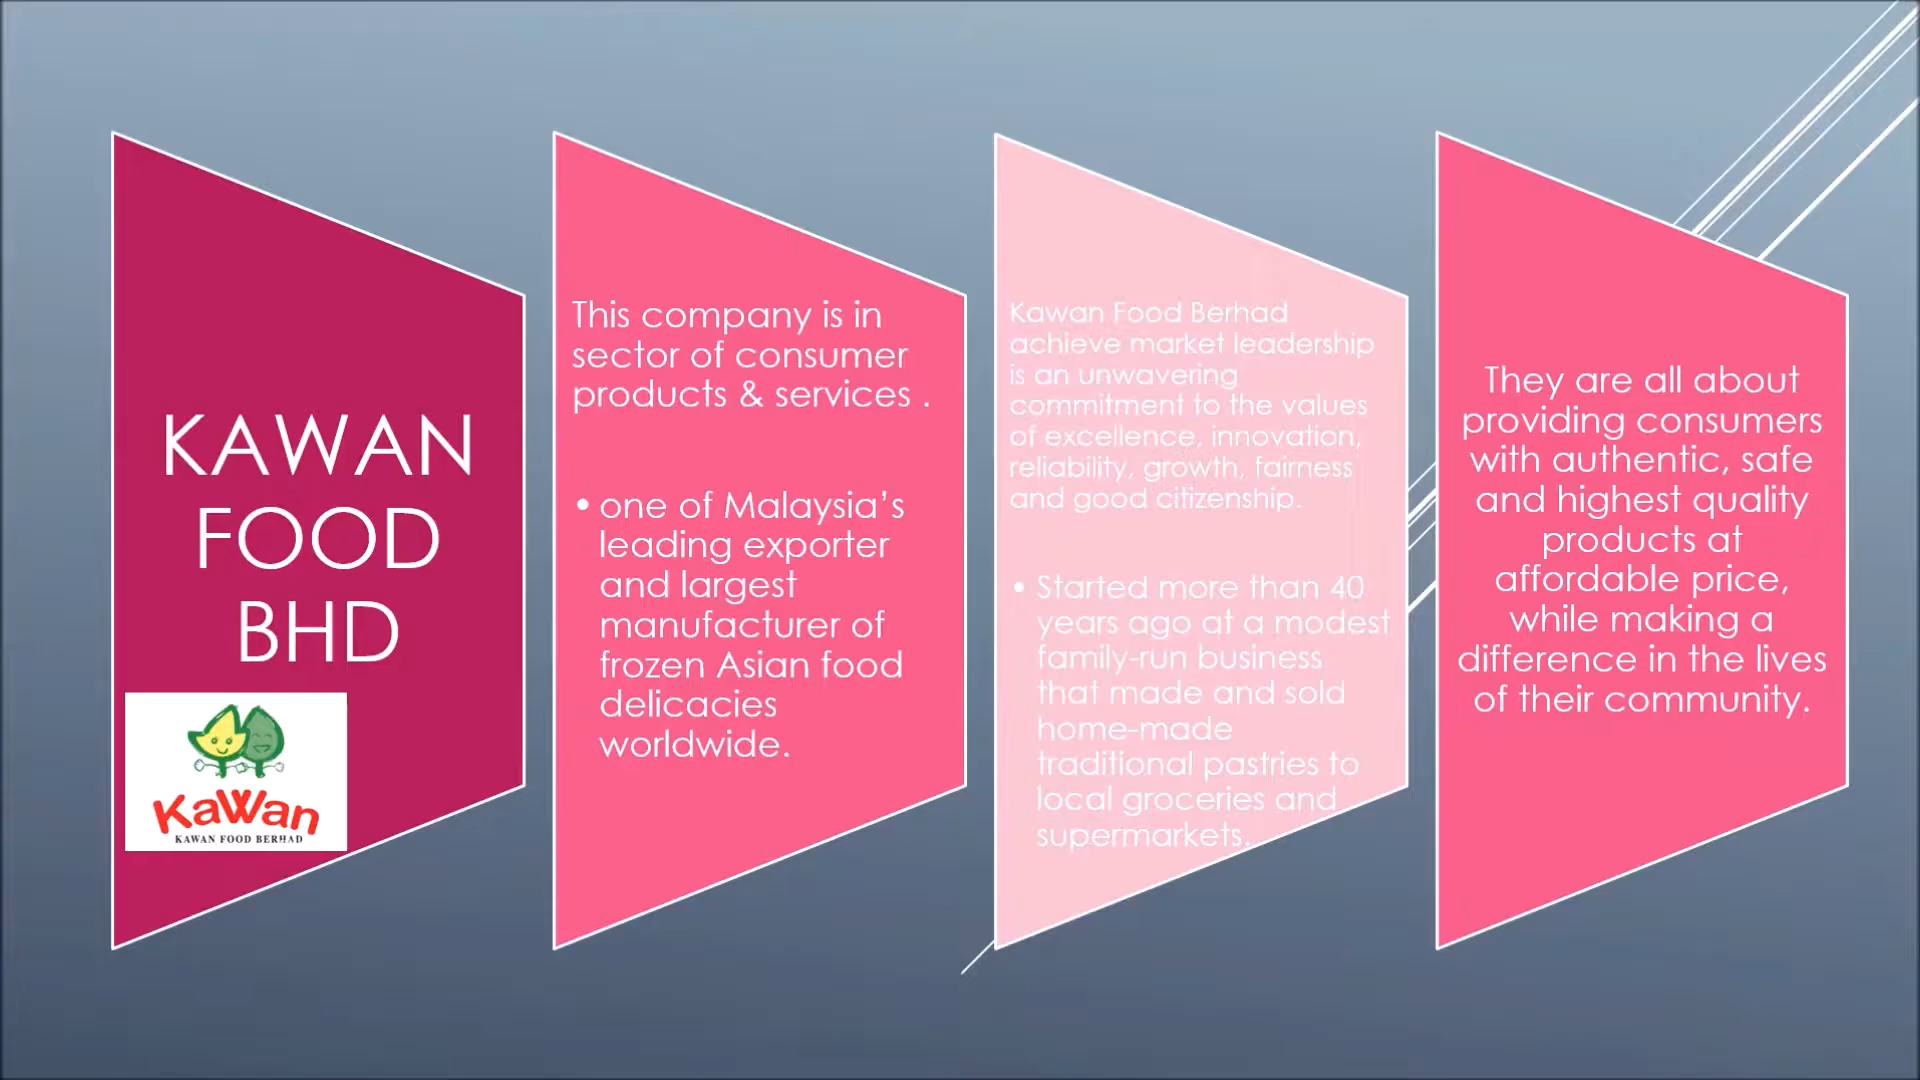 KAWAN
FOOD
BHD
KaWan
KAWAN FOOD BERHAD
This company is in
sector of consumer
products & services .
• one of Malaysia’s
leading exporter
and largest
manufacturer of
frozen Asian food
delicacies
worldwide.
Kawan Food Berhad
achieve market leadership
is an unwavering
commitment to the values
of excellence, innovation,
reliability, growth, fairness
and good citizenship.
• Started more than 40
years ago at a modest
family-run business
that made and sold
home-made
traditional pastries to
local groceries and
supermarkets.
They are all about
providing consumers
with authentic, safe
and highest quality
products at
affordable price,
while making a
difference in the lives
of their community.